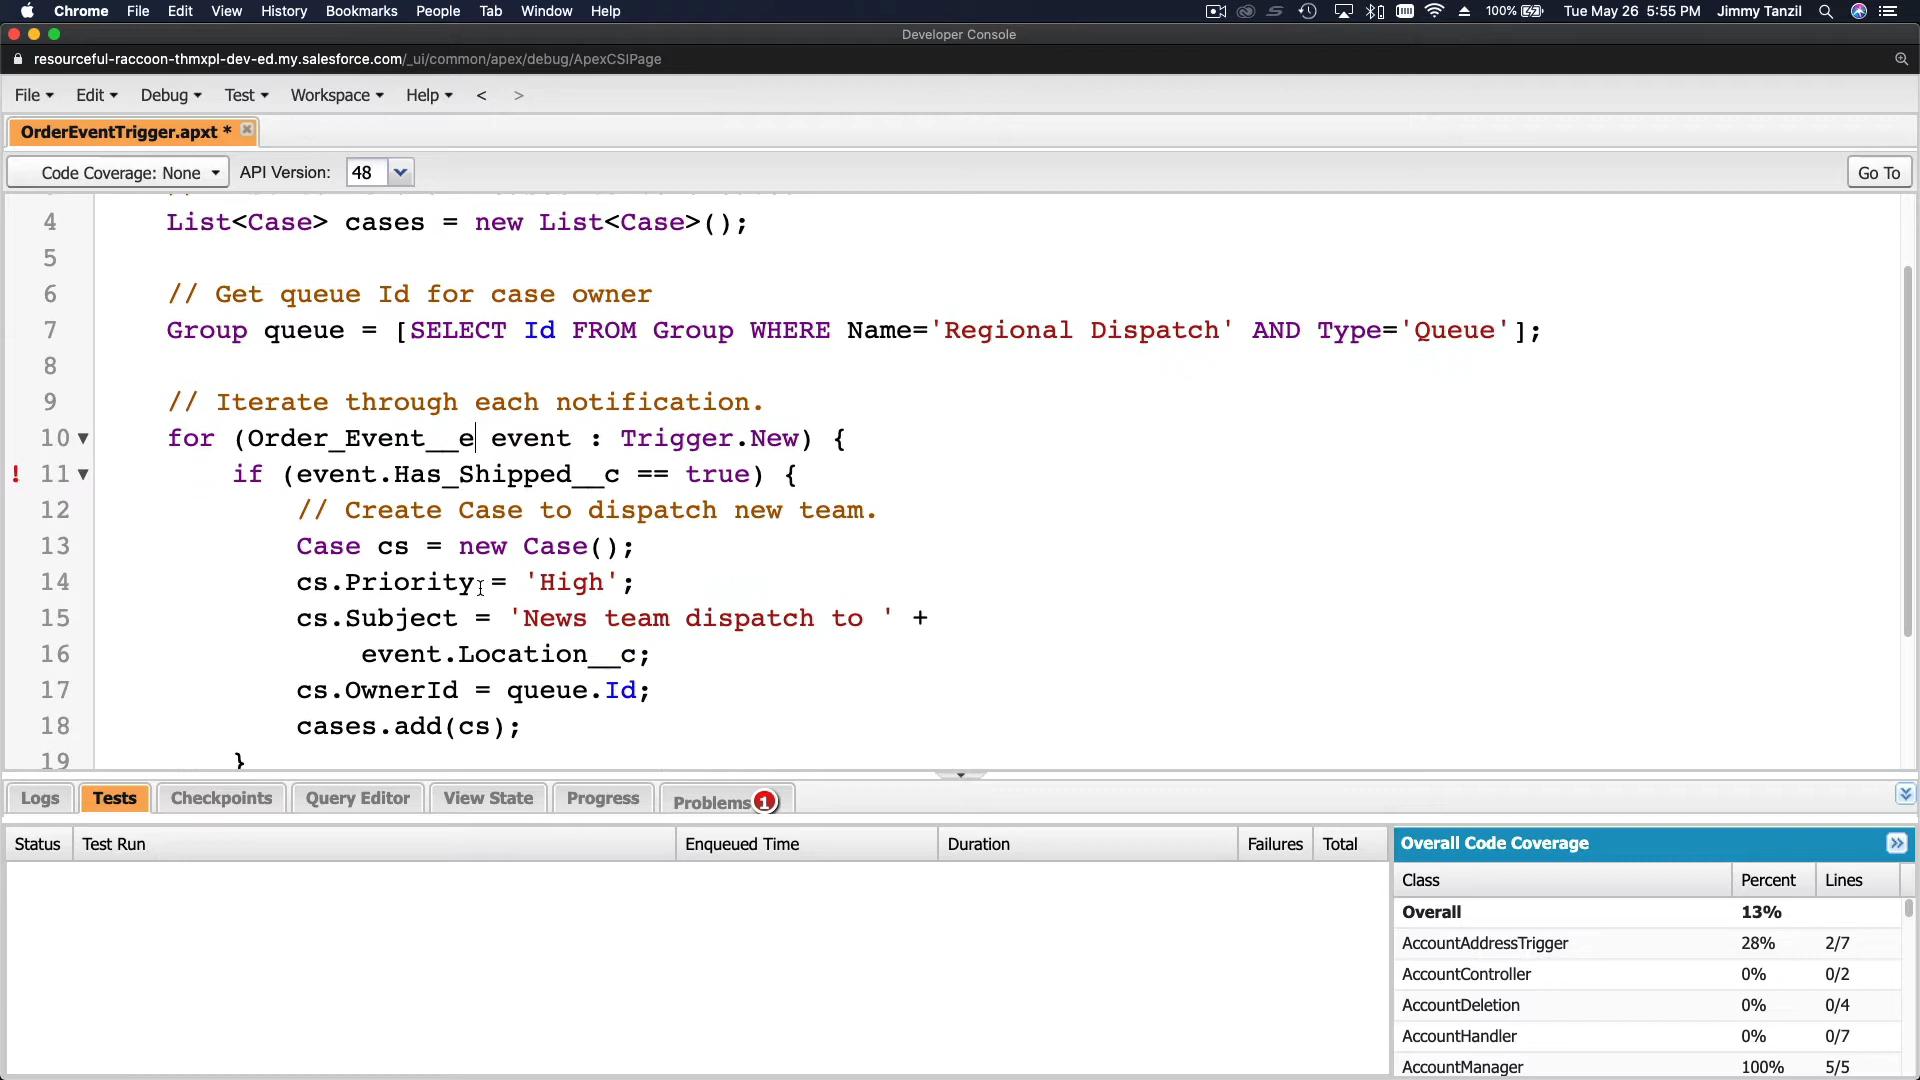 Chrome File Edit View History Bookmarks People Tab Window Help 100% Tue May 26 5:55 PM Jimmy Tanzil
Developer Console
resourceful-raccoon-thmxpl-dev-ed.my.salesforce.com/_ui/common/apex/debug/ApexCSIPage
File Edit Debug Test Workspace Help < >
OrderEventTrigger.apxt *
Code Coverage: None API Version: 48 Go To
4 List<Case> cases = new List<Case>();
5
6 // Get queue Id for case owner
7 Group queue = [SELECT Id FROM Group WHERE Name='Regional Dispatch' AND Type='Queue'];
8
9 // Iterate through each notification.
10 for (Order_Event__e event : Trigger.New) {
! 11 if (event.Has_Shipped__c == true) {
12 // Create Case to dispatch new team.
13 Case cs = new Case();
14 cs.Priority = 'High';
15 cs.Subject = 'News team dispatch to ' +
16 event.Location__c;
17 cs.OwnerId = queue.Id;
18 cases.add(cs);
19 }
Logs Tests Checkpoints Query Editor View State Progress Problems 1
Status Test Run Enqueued Time Duration Failures Total
Overall Code Coverage
Class Percent Lines
Overall 13%
AccountAddressTrigger 28% 2/7
AccountController 0% 0/2
AccountDeletion 0% 0/4
AccountHandler 0% 0/7
AccountManager 100% 5/5